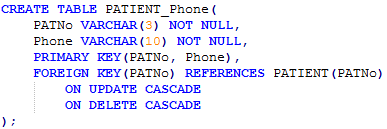 CREATE TABLE PATIENT_Phone(
PATNo VARCHAR(3) NOT NULL,
Phone VARCHAR(10) NOT NULL,
PRIMARY KEY(PATNo, Phone),
FOREIGN KEY(PATNo) REFERENCES PATIENT(PATNo)
ON UPDATE CASCADE
ON DELETE CASCADE
);